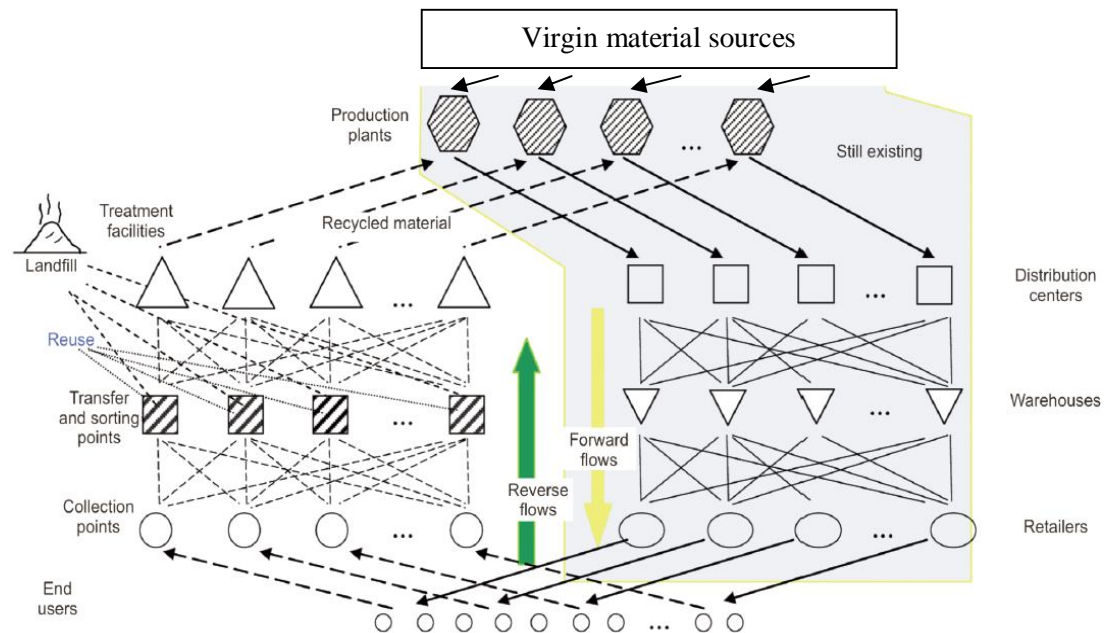 Virgin material sources
Production
plants
...
Still existing
Treatment
facilities
Recycled material
Landfill
...
...
Distribution
centers
Reuse
Transfer
and sorting
points
...
...
Warehouses
Forward
flows
Reverse
flows
Collection
points
...
...
Retailers
End
users
...